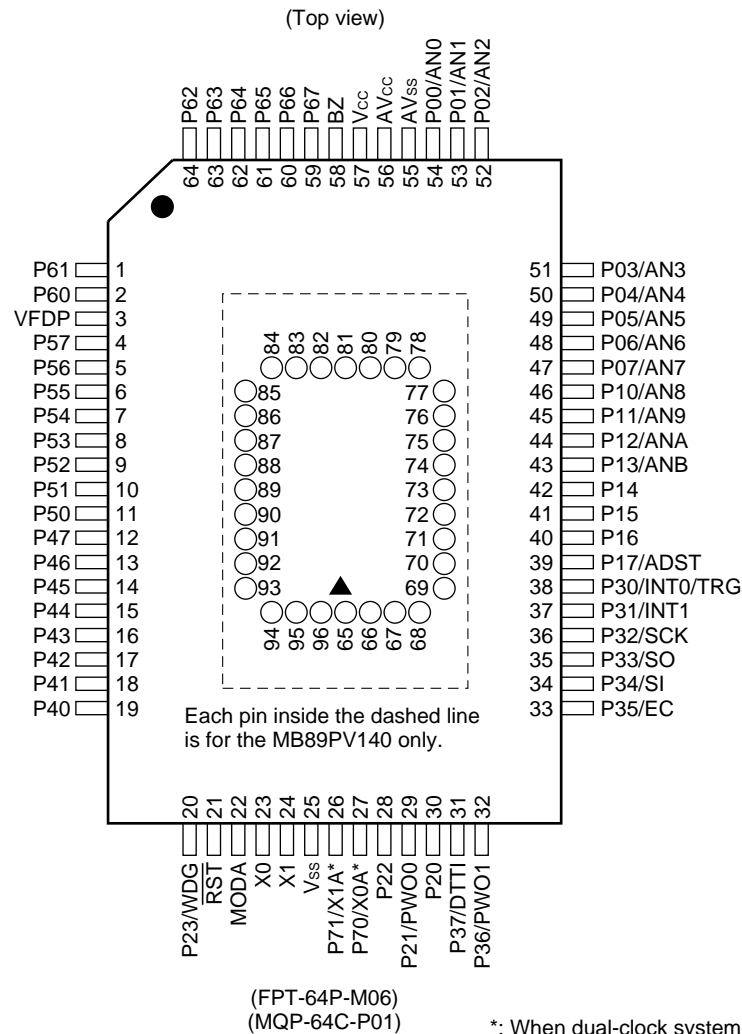 (Top view)
P62
P63
P64
P65
P66
P67
BZ
Vcc
AVcc
AVss
P00/AN0
P01/AN1
P02/AN2
64
63
62
61
60
59
58
57
56
55
54
53
52
P61 1
P60 2
VFDP 3
P57 4
P56 5
P55 6
P54 7
P53 8
P52 9
P51 10
P50 11
P47 12
P46 13
P45 14
P44 15
P43 16
P42 17
P41 18
P40 19
84
83
82
81
80
79
78
85
86
87
88
89
90
91
92
93
77
76
75
74
73
72
71
70
69
94
95
96
65
66
67
68
Each pin inside the dashed line
is for the MB89PV140 only.
51 P03/AN3
50 P04/AN4
49 P05/AN5
48 P06/AN6
47 P07/AN7
46 P10/AN8
45 P11/AN9
44 P12/ANA
43 P13/ANB
42 P14
41 P15
40 P16
39 P17/ADST
38 P30/INT0/TRG
37 P31/INT1
36 P32/SCK
35 P33/SO
34 P34/SI
33 P35/EC
20
21
22
23
24
25
26
27
28
29
30
31
32
P23/WDG
RST
MODA
X0
X1
Vss
P71/X1A*
P70/X0A*
P22
P21/PWO0
P20
P37/DTTI
P36/PWO1
(FPT-64P-M06)
(MQP-64C-P01)
*: When dual-clock system